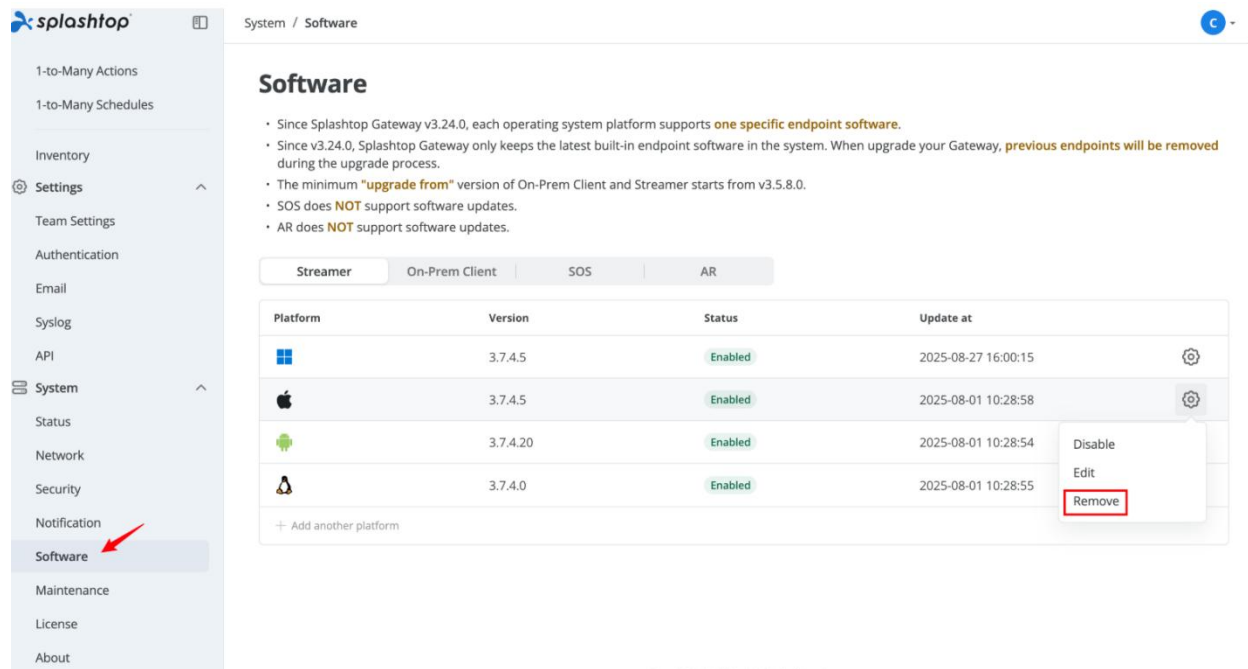 splashtop
System / Software
C
1-to-Many Actions
1-to-Many Schedules
Inventory
Settings
Team Settings
Authentication
Email
Syslog
API
System
Status
Network
Security
Notification
Software
Maintenance
License
About
Software
• Since Splashtop Gateway v3.24.0, each operating system platform supports one specific endpoint software.
• Since v3.24.0, Splashtop Gateway only keeps the latest built-in endpoint software in the system. When upgrade your Gateway, previous endpoints will be removed
during the upgrade process.
• The minimum "upgrade from" version of On-Prem Client and Streamer starts from v3.5.8.0.
• SOS does NOT support software updates.
• AR does NOT support software updates.
Streamer On-Prem Client SOS AR
Platform Version Status Update at
3.7.4.5 Enabled 2025-08-27 16:00:15
3.7.4.5 Enabled 2025-08-01 10:28:58
3.7.4.20 Enabled 2025-08-01 10:28:54
3.7.4.0 Enabled 2025-08-01 10:28:55
+ Add another platform
Disable
Edit
Remove